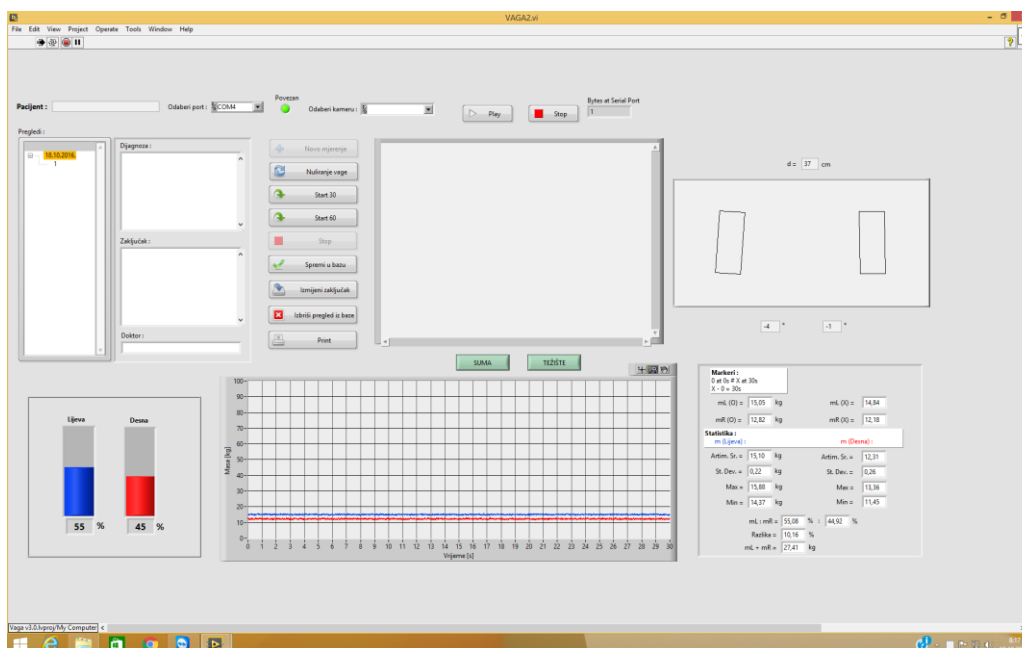 VAGA2.vi
File Edit View Project Operate Tools Window Help
Pacijent :
Odaberi port : COM4
Povezan
Odaberi kameru :
Play
Stop
Bytes at Serial Port
1
Pregledi :
18.10.2016.
1
Dijagnoza :
Zaključak :
Doktor :
Novo mjerenje
Nuliranje vage
Start 30
Start 60
Stop
Spremi u bazu
Izmijeni zaključak
Izbriši pregled iz baze
Print
d = 37 cm
-4 °
-1 °
SUMA
TEŽIŠTE
Lijeva
Desna
55 %
45 %
Masa [kg]
100
90
80
70
60
50
40
30
20
10
0
0 1 2 3 4 5 6 7 8 9 10 11 12 13 14 15 16 17 18 19 20 21 22 23 24 25 26 27 28 29 30
Vrijeme [s]
Markeri :
0 at 0s # X at 30s
X - 0 = 30s
mL (O) = 15,05 kg mL (X) = 14,84
mR (O) = 12,82 kg mR (X) = 12,18
Statistika :
m (Lijeva) : m (Desna) :
Aritm. Sr. = 15,10 kg Aritm. Sr. = 12,31
St. Dev. = 0,22 kg St. Dev. = 0,26
Max = 15,88 kg Max = 13,36
Min = 14,37 kg Min = 11,45
mL : mR = 55,08 % : 44,92 %
Razlika = 10,16 %
mL + mR = 27,41 kg
Vaga v3.0.lvproj/My Computer
8:17